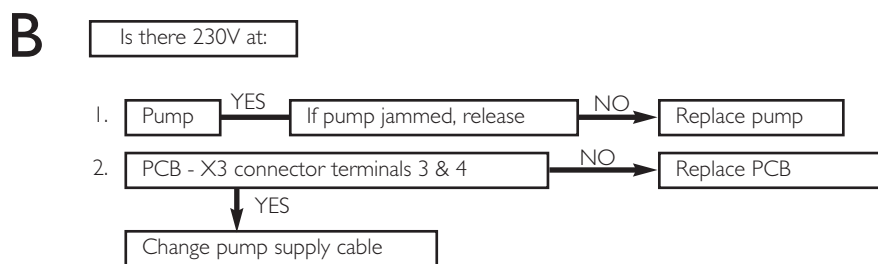 B
Is there 230V at:
1. Pump YES If pump jammed, release NO Replace pump
2. PCB - X3 connector terminals 3 & 4 NO Replace PCB
YES
Change pump supply cable